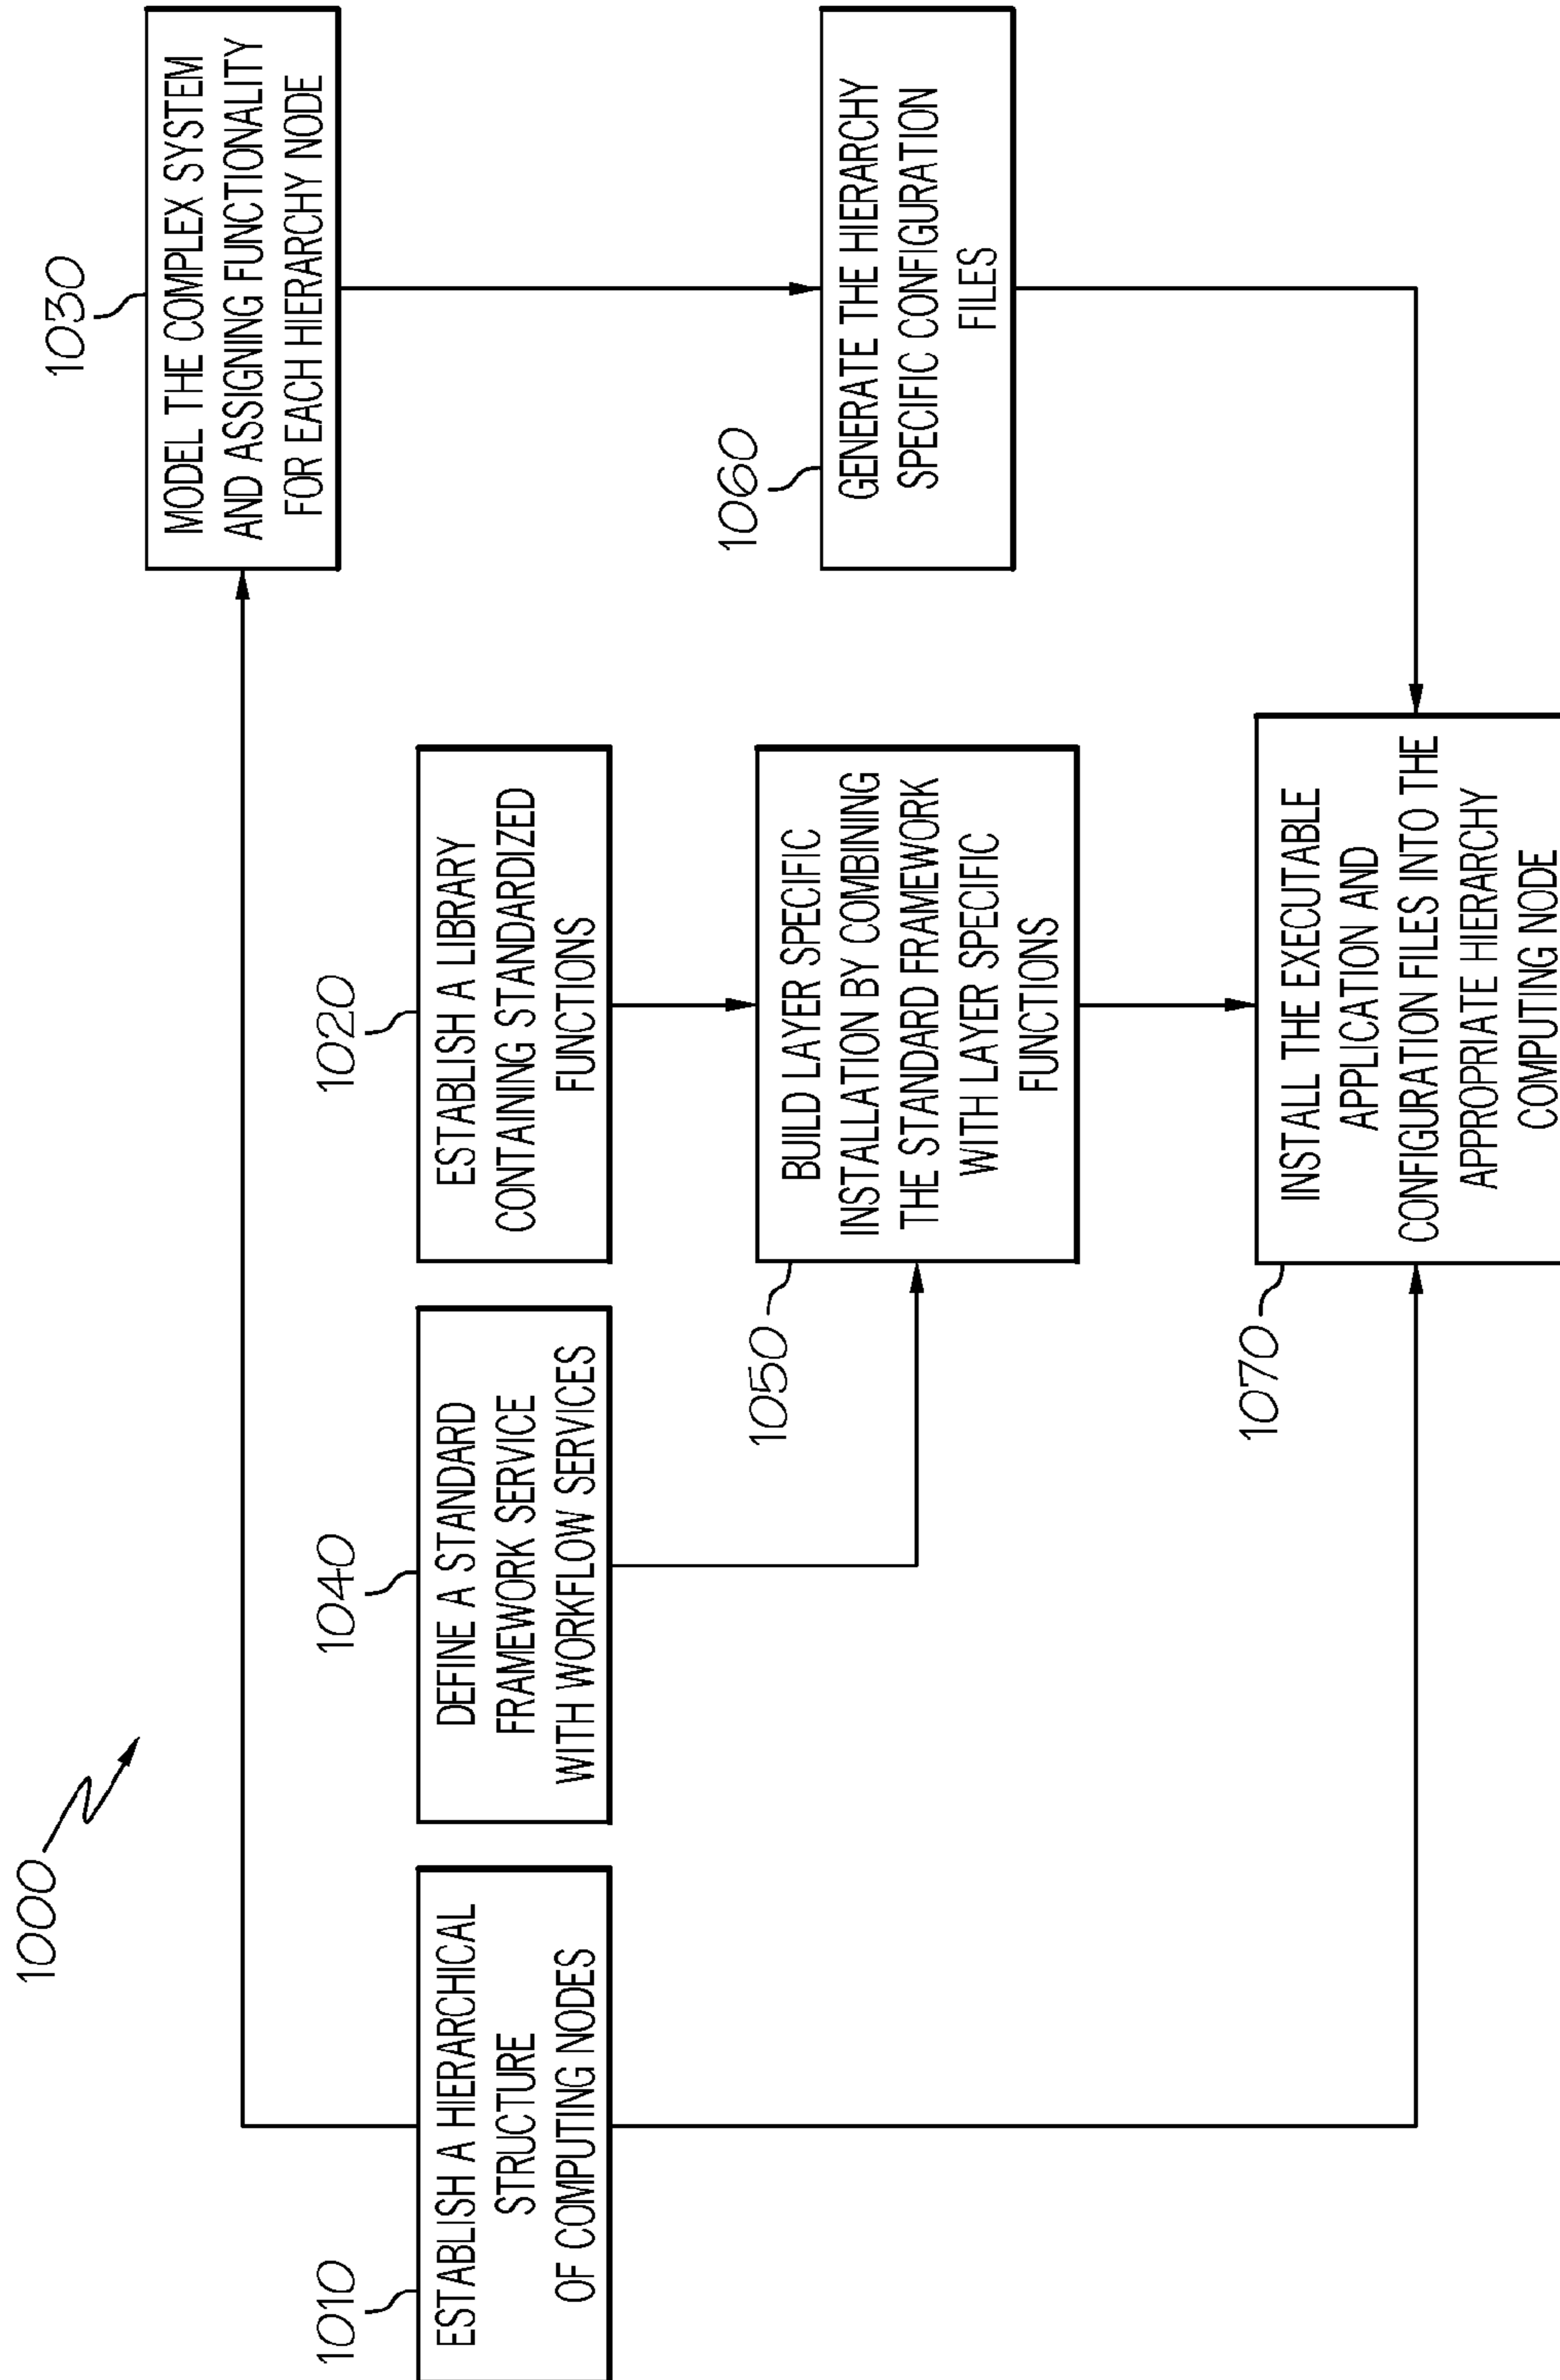 1000
1030
MODEL THE COMPLEX SYSTEM
AND ASSIGNING FUNCTIONALITY
FOR EACH HIERARCHY NODE
1010
ESTABLISH A HIERARCHICAL
STRUCTURE
OF COMPUTING NODES
1040
DEFINE A STANDARD
FRAMEWORK SERVICE
WITH WORKFLOW SERVICES
1020
ESTABLISH A LIBRARY
CONTAINING STANDARDIZED
FUNCTIONS
1050
BUILD LAYER SPECIFIC
INSTALLATION BY COMBINING
THE STANDARD FRAMEWORK
WITH LAYER SPECIFIC
FUNCTIONS
1060
GENERATE THE HIERARCHY
SPECIFIC CONFIGURATION
FILES
1070
INSTALL THE EXECUTABLE
APPLICATION AND
CONFIGURATION FILES INTO THE
APPROPRIATE HIERARCHY
COMPUTING NODE